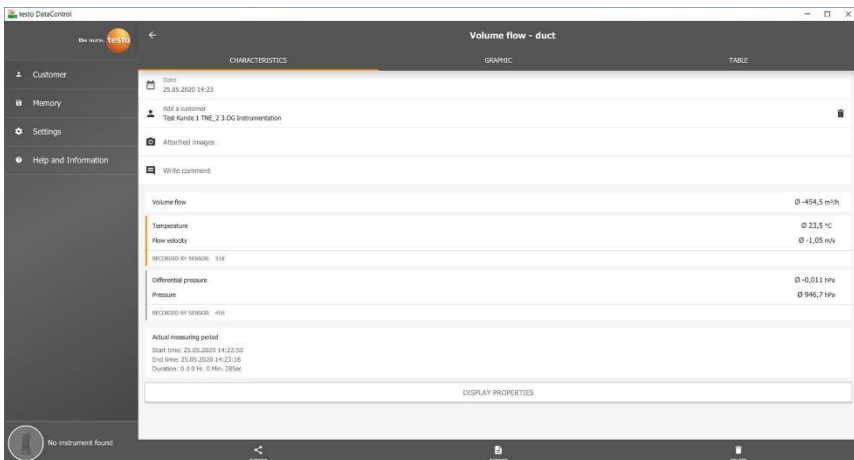 testo DataControl
Be sure. testo
Customer
Memory
Settings
Help and Information
No instrument found
Volume flow - duct
CHARACTERISTICS
GRAPHIC
TABLE
Date
25.05.2020 14:23
Add a customer
Test Kunde 1 TNE_2 3.OG Instrumentation
Attached images
Write comment
Volume flow Ø -454,5 m³/h
Temperature Ø 23,5 °C
Flow velocity Ø -1,05 m/s
RECORDED BY SENSOR: 318
Differential pressure Ø -0,011 hPa
Pressure Ø 946,7 hPa
RECORDED BY SENSOR: 456
Actual measuring period
Start time: 25.05.2020 14:22:50
End time: 25.05.2020 14:23:18
Duration: 0 d 0 Hr. 0 Min. 28Sec
DISPLAY PROPERTIES